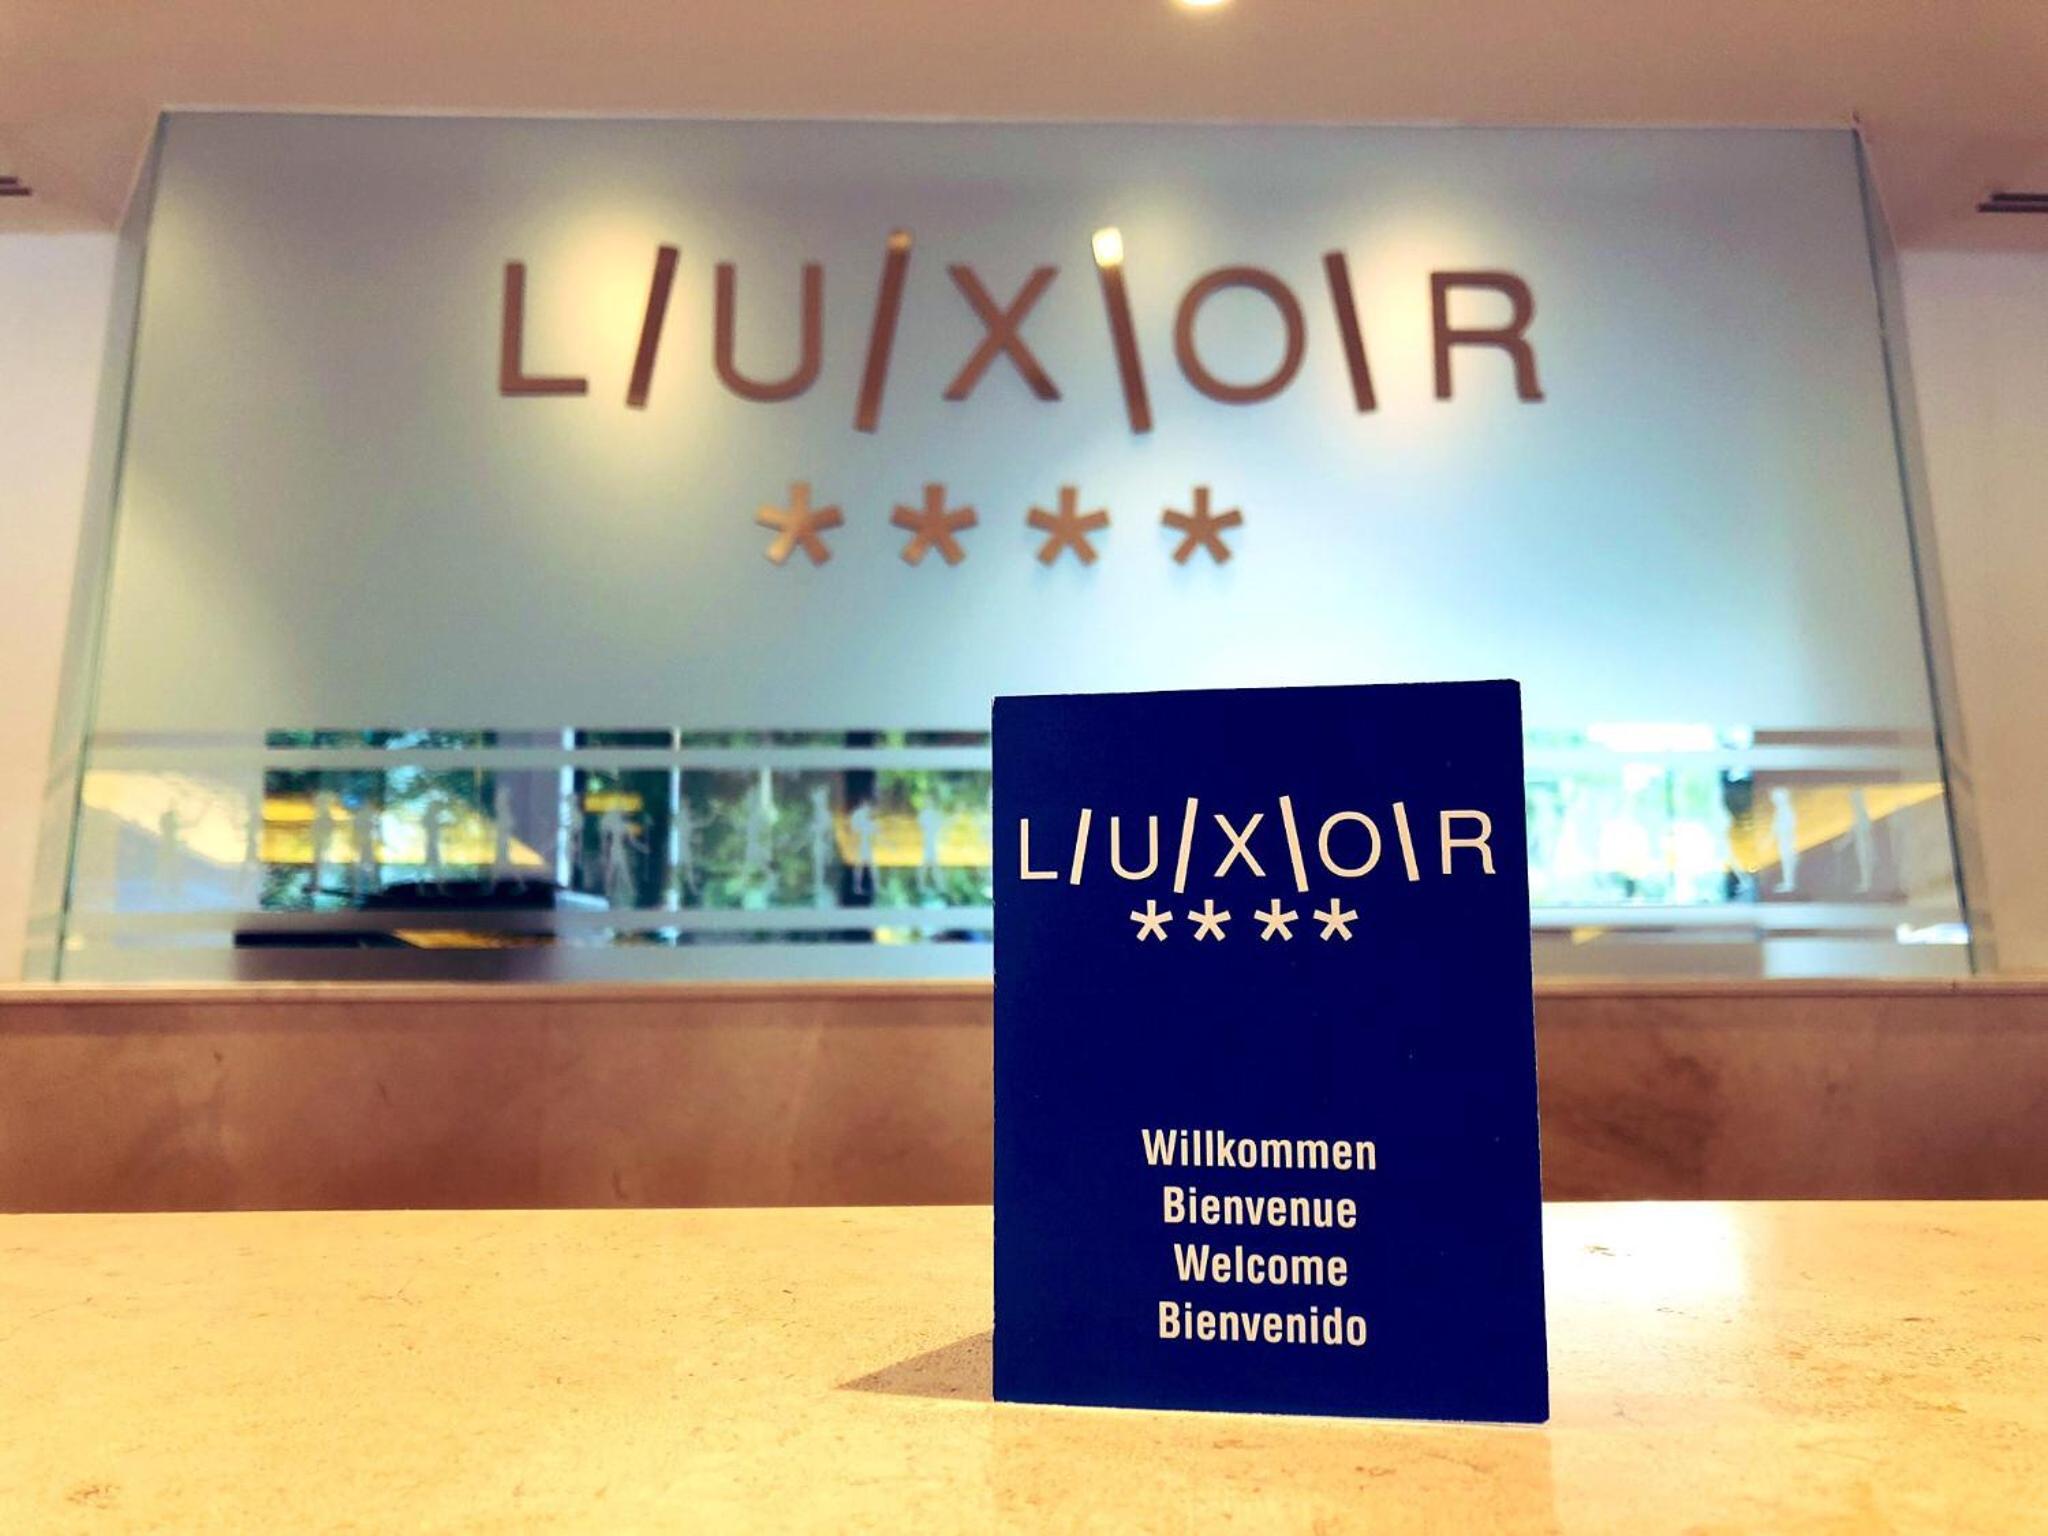 L/U/X\O\R
****
L/U/X\O\R
****
Willkommen
Bienvenue
Welcome
Bienvenido